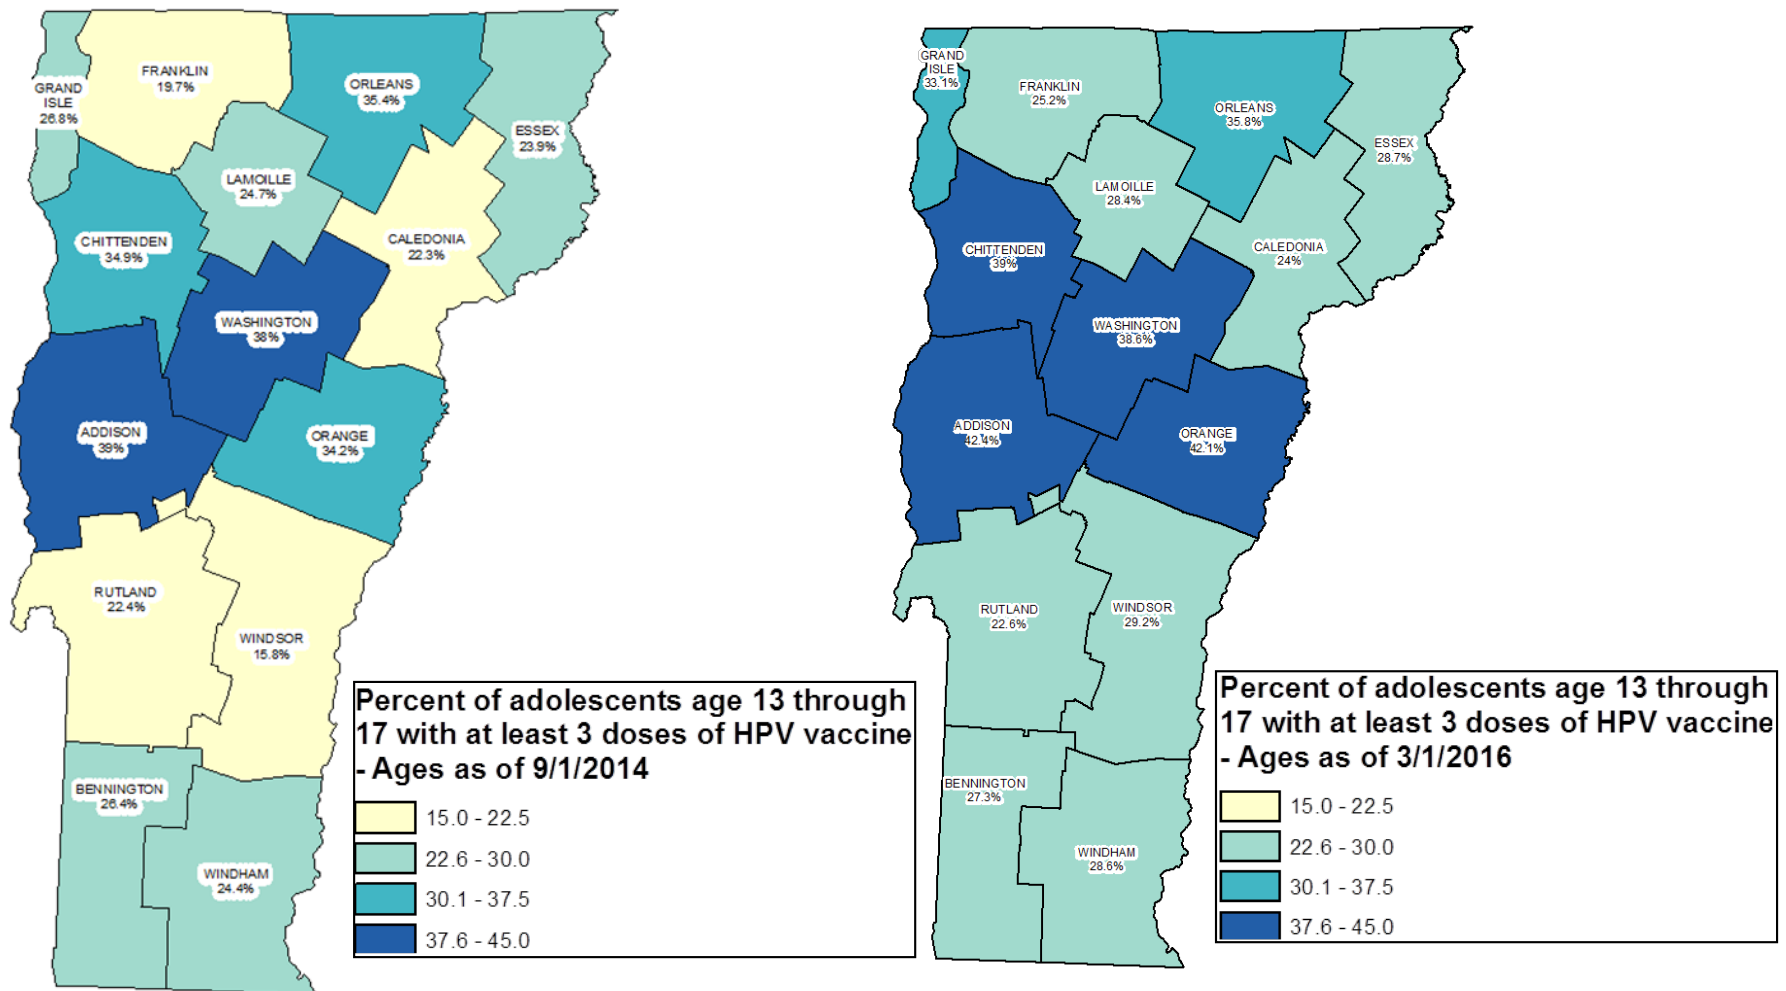 FRANKLIN
19.7%
ORLEANS
35.4%
GRAND
ISLE
26.8%
ESSEX
23.9%
LAMOILLE
24.7%
CHITTENDEN
34.9%
CALEDONIA
22.3%
WASHINGTON
38%
ADDISON
39%
ORANGE
34.2%
RUTLAND
22.4%
WINDSOR
15.8%
BENNINGTON
26.4%
WINDHAM
24.4%
Percent of adolescents age 13 through
17 with at least 3 doses of HPV vaccine
- Ages as of 9/1/2014
15.0 - 22.5
22.6 - 30.0
30.1 - 37.5
37.6 - 45.0
GRAND
ISLE
33.1%
FRANKLIN
25.2%
ORLEANS
35.8%
ESSEX
28.7%
LAMOILLE
28.4%
CHITTENDEN
39%
CALEDONIA
24%
WASHINGTON
38.6%
ADDISON
42.4%
ORANGE
42.1%
RUTLAND
22.6%
WINDSOR
29.2%
BENNINGTON
27.3%
WINDHAM
28.6%
Percent of adolescents age 13 through
17 with at least 3 doses of HPV vaccine
- Ages as of 3/1/2016
15.0 - 22.5
22.6 - 30.0
30.1 - 37.5
37.6 - 45.0